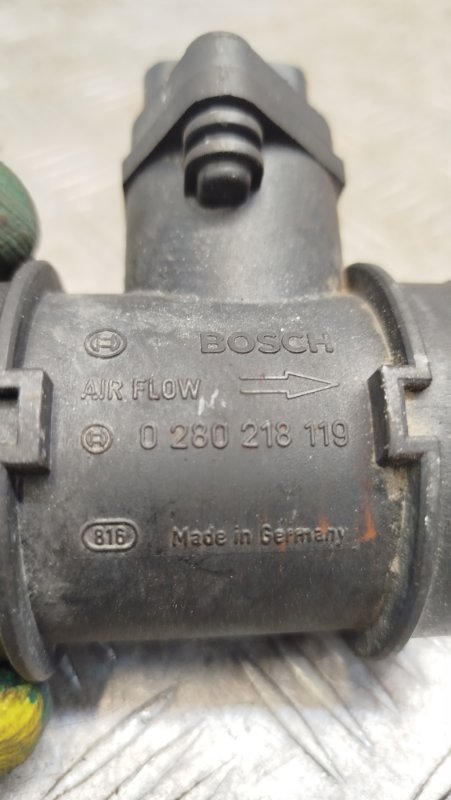 BOSCH
AIR FLOW
0 280 218 119
816 Made in Germany